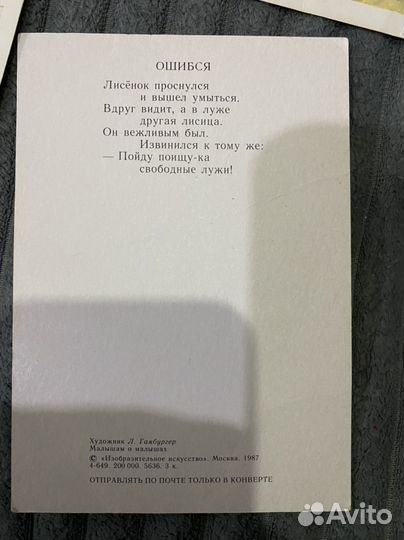 ОШИБСЯ
Лисёнок проснулся
и вышел умыться.
Вдруг видит, а в луже
другая лисица.
Он вежливым был.
Извинился к тому же:
— Пойду поищу-ка
свободные лужи!
Художник Л. Гамбургер
Малышам о малышах
© «Изобразительное искусство». Москва. 1987
4-649. 200 000. 5636. 3 к.
ОТПРАВЛЯТЬ ПО ПОЧТЕ ТОЛЬКО В КОНВЕРТЕ
Avito